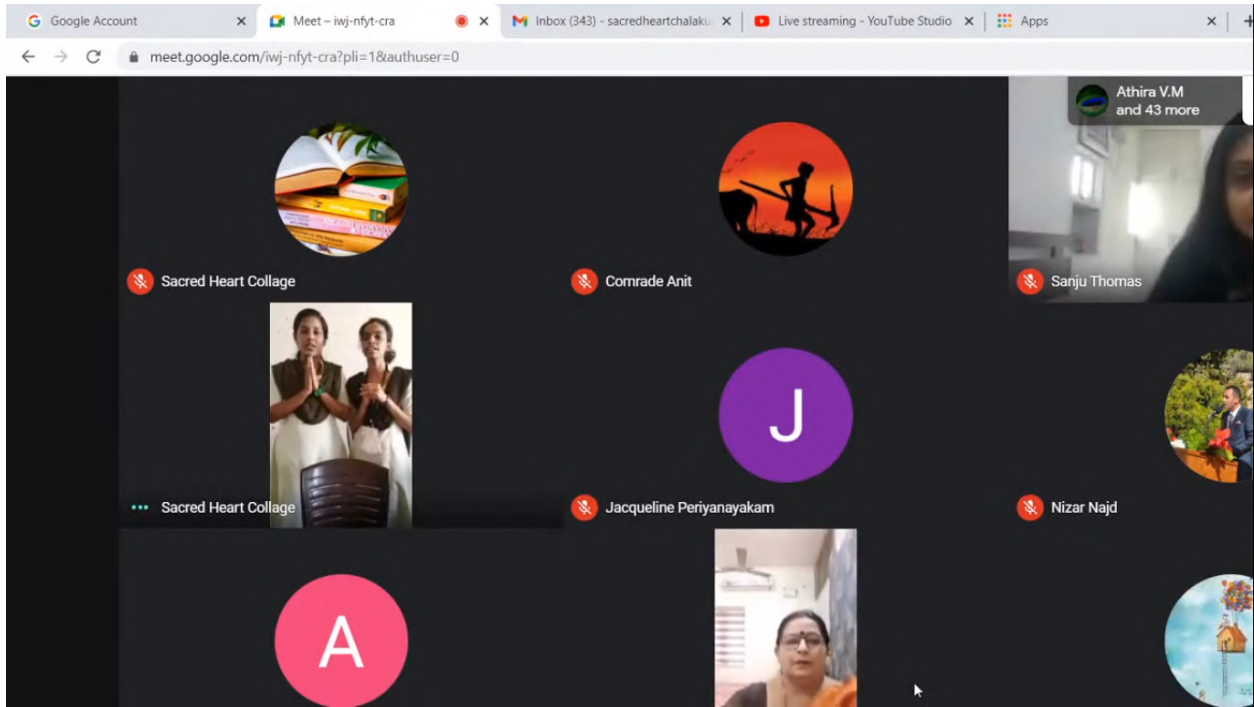 Google Account
Meet – iwj-nfyt-cra
Inbox (343) - sacredheartchalaku
Live streaming - YouTube Studio
Apps
meet.google.com/iwj-nfyt-cra?pli=1&authuser=0
Athira V.M
and 43 more
Sacred Heart Collage
Comrade Anit
Sanju Thomas
Sacred Heart Collage
J
Jacqueline Periyanayakam
Nizar Najd
A